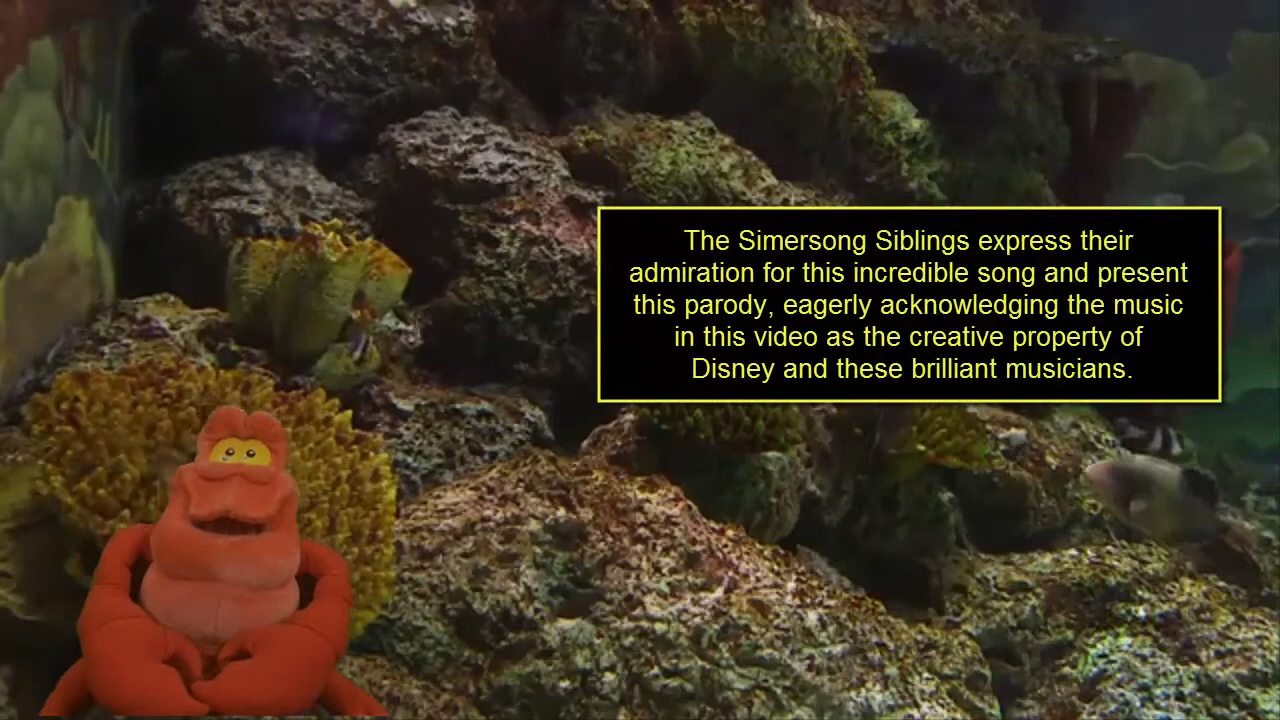 The Simersong Siblings express their
admiration for this incredible song and present
this parody, eagerly acknowledging the music
in this video as the creative property of
Disney and these brilliant musicians.